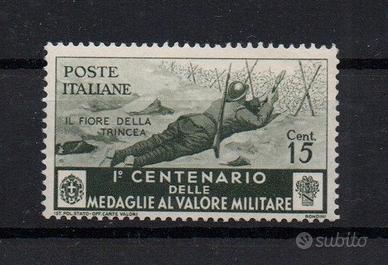 POSTE
ITALIANE
IL FIORE DELLA
TRINCEA
Cent.
15
1º CENTENARIO
DELLE
MEDAGLIE AL VALORE MILITARE
IST. POL. STATO - OFF. CARTE VALORI
RONDINI
subito